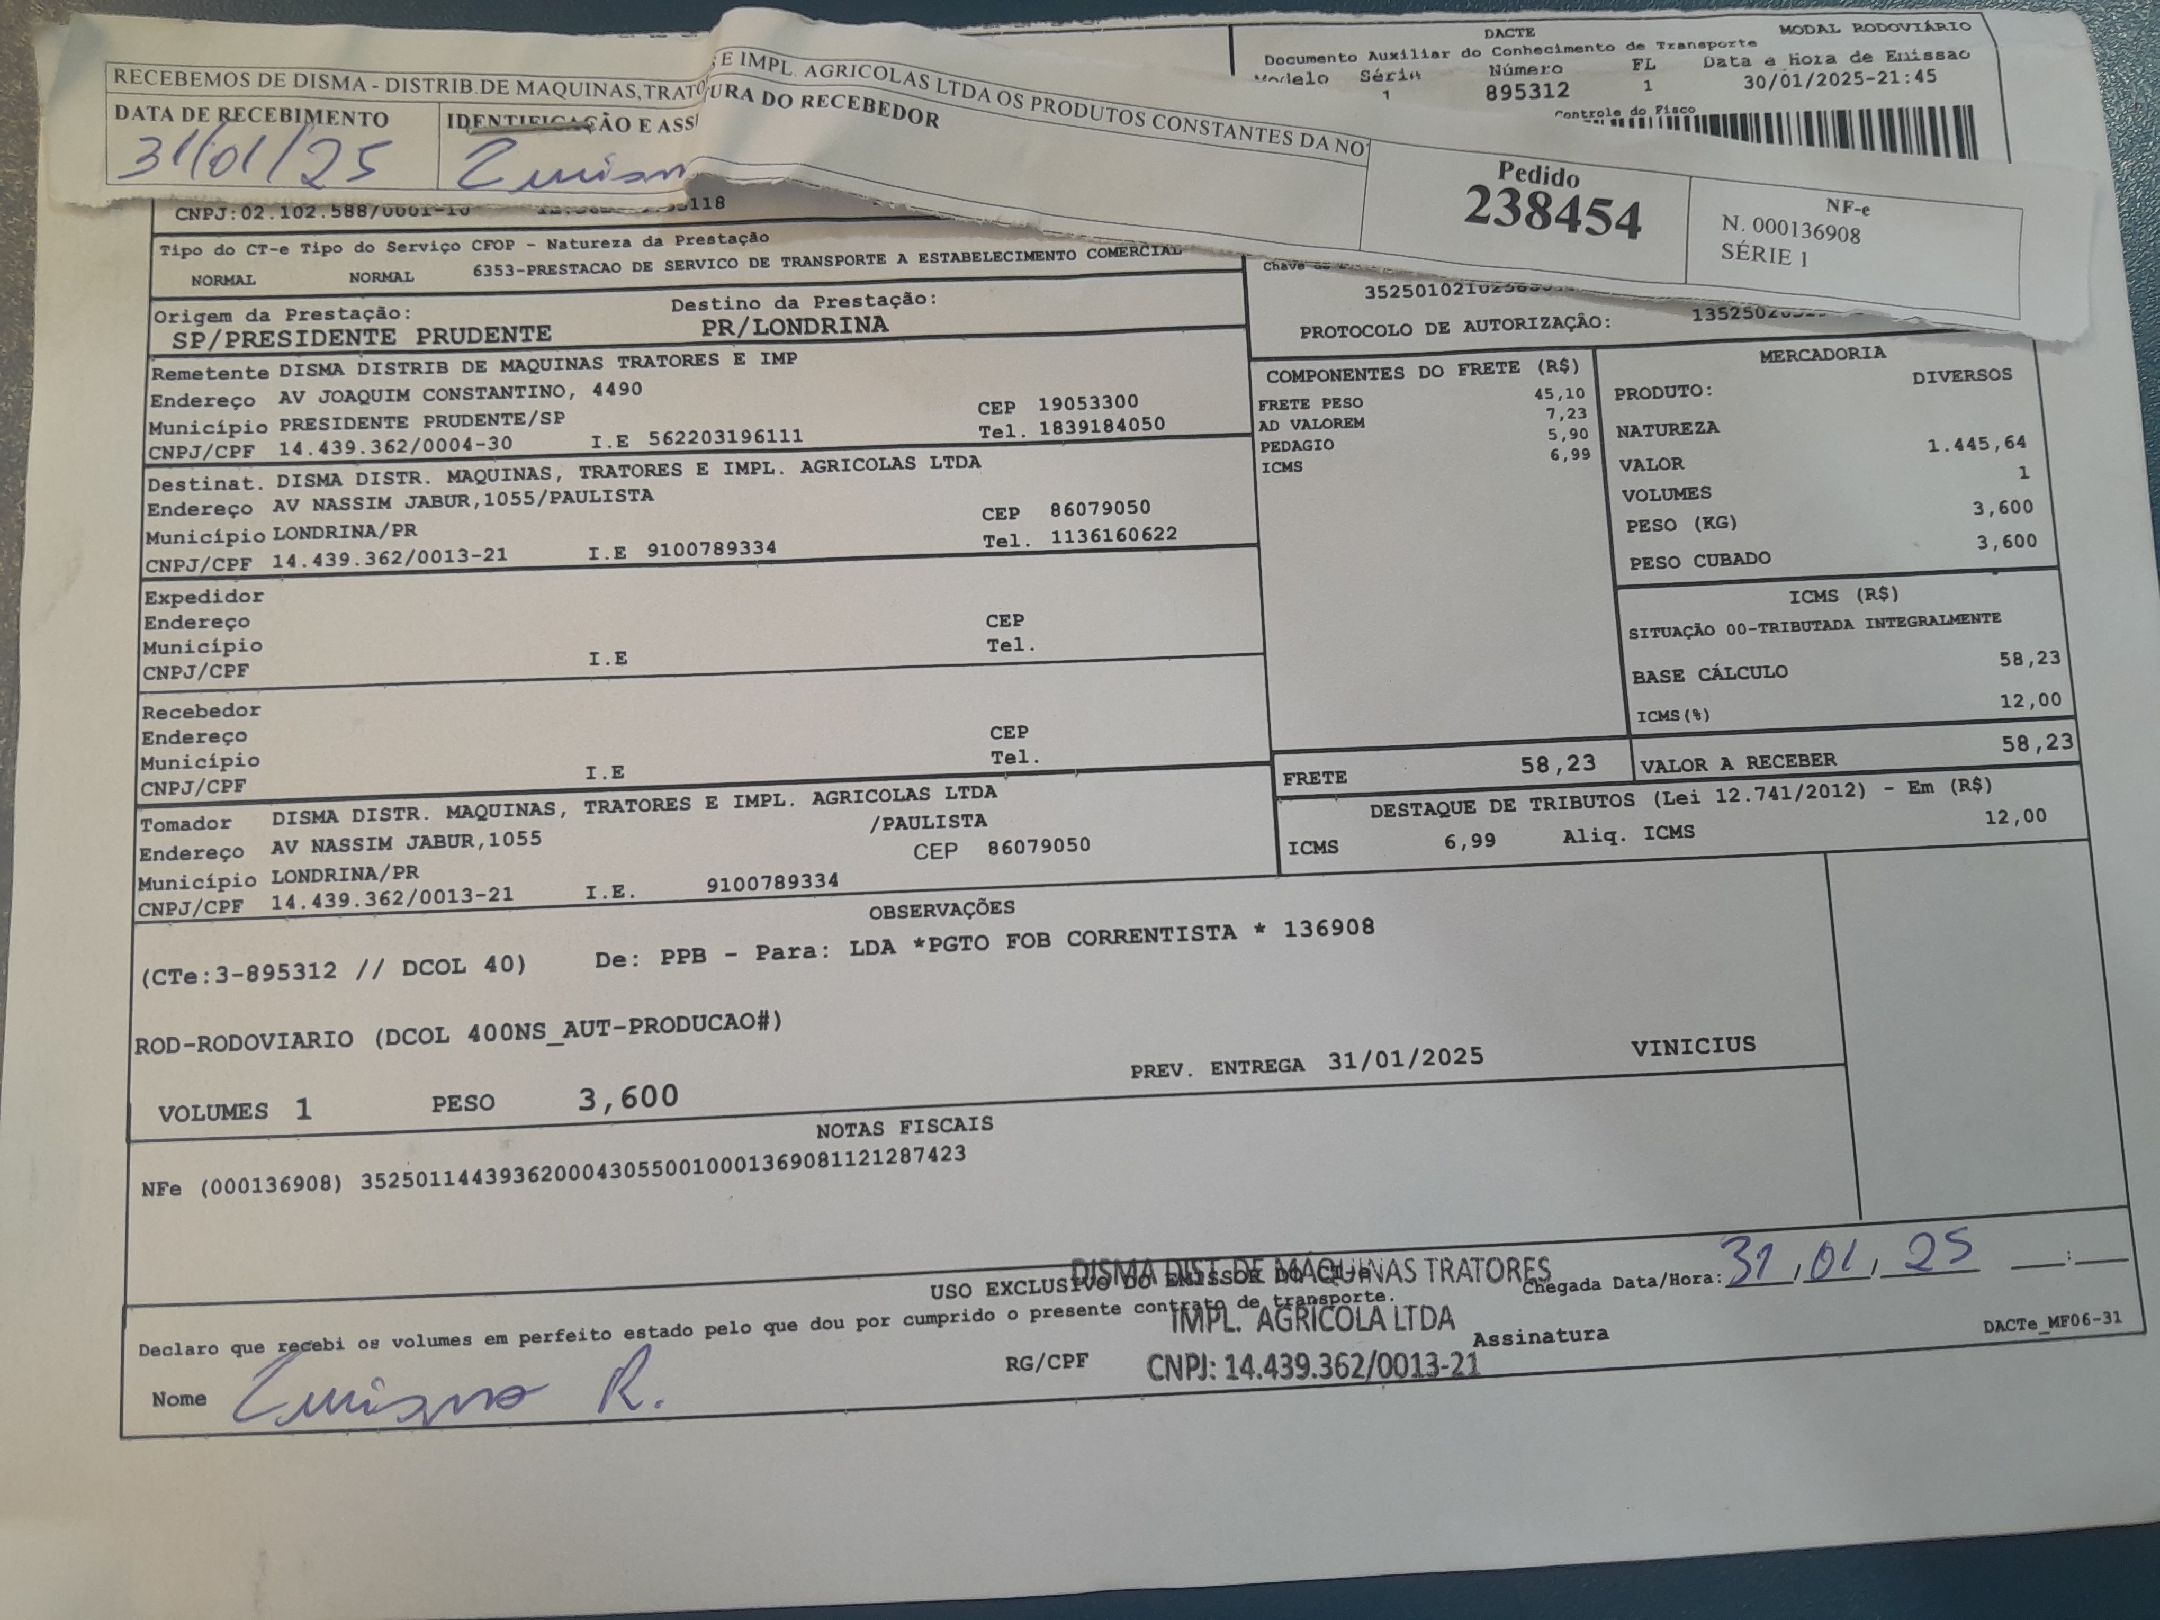 RECEBEMOS DE DISMA - DISTRIB.DE MAQUINAS,TRATO
E IMPL. AGRICOLAS LTDA OS PRODUTOS CONSTANTES DA NO
DATA DE RECEBIMENTO
IDENTIFICAÇÃO E ASS
URA DO RECEBEDOR
31/01/25
Pedido
238454
NF-e
N. 000136908
SÉRIE 1
DACTE
MODAL RODOVIÁRIO
Documento Auxiliar do Conhecimento de Transporte
Modelo Série Número FL Data e Hora de Emissao
1 895312 1 30/01/2025-21:45
Controle do Fisco
CNPJ:02.102.588/0001-10
118
Tipo do CT-e Tipo do Serviço CFOP - Natureza da Prestação
NORMAL NORMAL 6353-PRESTACAO DE SERVICO DE TRANSPORTE A ESTABELECIMENTO COMERCIAL
Origem da Prestação: Destino da Prestação:
SP/PRESIDENTE PRUDENTE PR/LONDRINA
PROTOCOLO DE AUTORIZAÇÃO:
Remetente DISMA DISTRIB DE MAQUINAS TRATORES E IMP
Endereço AV JOAQUIM CONSTANTINO, 4490
Município PRESIDENTE PRUDENTE/SP CEP 19053300
CNPJ/CPF 14.439.362/0004-30 I.E 562203196111 Tel. 1839184050
Destinat. DISMA DISTR. MAQUINAS, TRATORES E IMPL. AGRICOLAS LTDA
Endereço AV NASSIM JABUR,1055/PAULISTA
Município LONDRINA/PR CEP 86079050
CNPJ/CPF 14.439.362/0013-21 I.E 9100789334 Tel. 1136160622
Expedidor
Endereço
Município CEP
CNPJ/CPF I.E Tel.
Recebedor
Endereço
Município CEP
CNPJ/CPF I.E Tel.
Tomador DISMA DISTR. MAQUINAS, TRATORES E IMPL. AGRICOLAS LTDA
Endereço AV NASSIM JABUR,1055 /PAULISTA
Município LONDRINA/PR CEP 86079050
CNPJ/CPF 14.439.362/0013-21 I.E. 9100789334
COMPONENTES DO FRETE (R$)
FRETE PESO 45,10
AD VALOREM 7,23
PEDAGIO 5,90
ICMS 6,99
MERCADORIA
PRODUTO: DIVERSOS
NATUREZA
VALOR 1.445,64
VOLUMES 1
PESO (KG) 3,600
PESO CUBADO 3,600
ICMS (R$)
SITUAÇÃO 00-TRIBUTADA INTEGRALMENTE
BASE CÁLCULO 58,23
ICMS(%) 12,00
FRETE 58,23 VALOR A RECEBER 58,23
DESTAQUE DE TRIBUTOS (Lei 12.741/2012) - Em (R$)
ICMS 6,99 Aliq. ICMS 12,00
OBSERVAÇÕES
(CTe:3-895312 // DCOL 40) De: PPB - Para: LDA *PGTO FOB CORRENTISTA * 136908
ROD-RODOVIARIO (DCOL 400NS_AUT-PRODUCAO#)
PREV. ENTREGA 31/01/2025 VINICIUS
VOLUMES 1 PESO 3,600
NOTAS FISCAIS
NFe (000136908) 35250114439362000430550010001369081121287423
USO EXCLUSIVO DO EMISSOR DO CT-e
DISMA DIST. DE MÁQUINAS TRATORES
IMPL. AGRÍCOLA LTDA
CNPJ: 14.439.362/0013-21
Chegada Data/Hora: 31/01/25 __:__
Declaro que recebi os volumes em perfeito estado pelo que dou por cumprido o presente contrato de transporte.
Nome RG/CPF Assinatura
DACTe_MF06-31